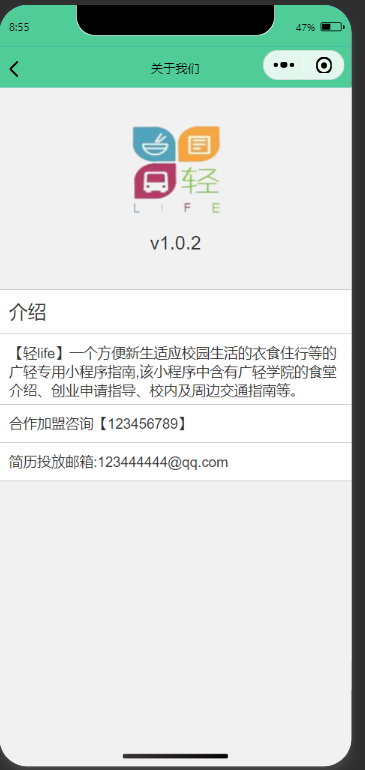 8:55
47%
关于我们
轻
LIFE
v1.0.2
介绍
【轻life】一个方便新生适应校园生活的衣食住行等的
广轻专用小程序指南,该小程序中含有广轻学院的食堂
介绍、创业申请指导、校内及周边交通指南等。
合作加盟咨询【123456789】
简历投放邮箱:123444444@qq.com